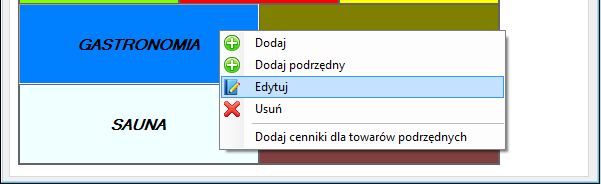 GASTRONOMIA
SAUNA
Dodaj
Dodaj podrzędny
Edytuj
Usuń
Dodaj cenniki dla towarów podrzędnych